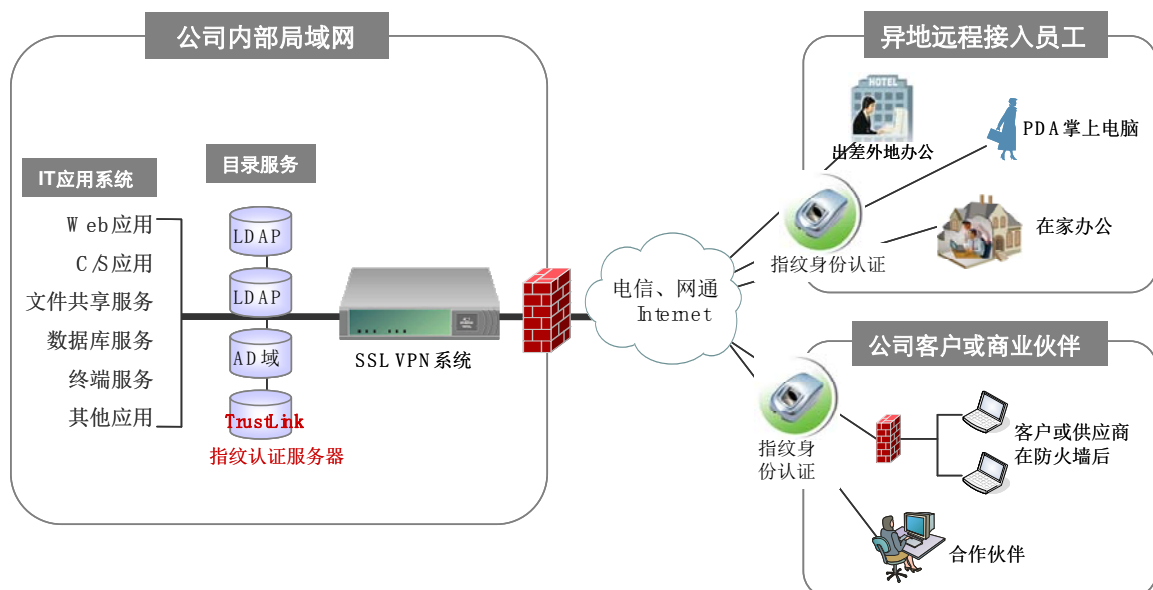 公司内部局域网
IT应用系统
Web应用
C/S应用
文件共享服务
数据库服务
终端服务
其他应用
目录服务
LDAP
LDAP
AD域
TrustLink
指纹认证服务器
SSL VPN 系统
电信、网通
Internet
异地远程接入员工
HOTEL
出差外地办公
PDA掌上电脑
指纹身份认证
在家办公
公司客户或商业伙伴
指纹身
份认证
客户或供应商
在防火墙后
合作伙伴